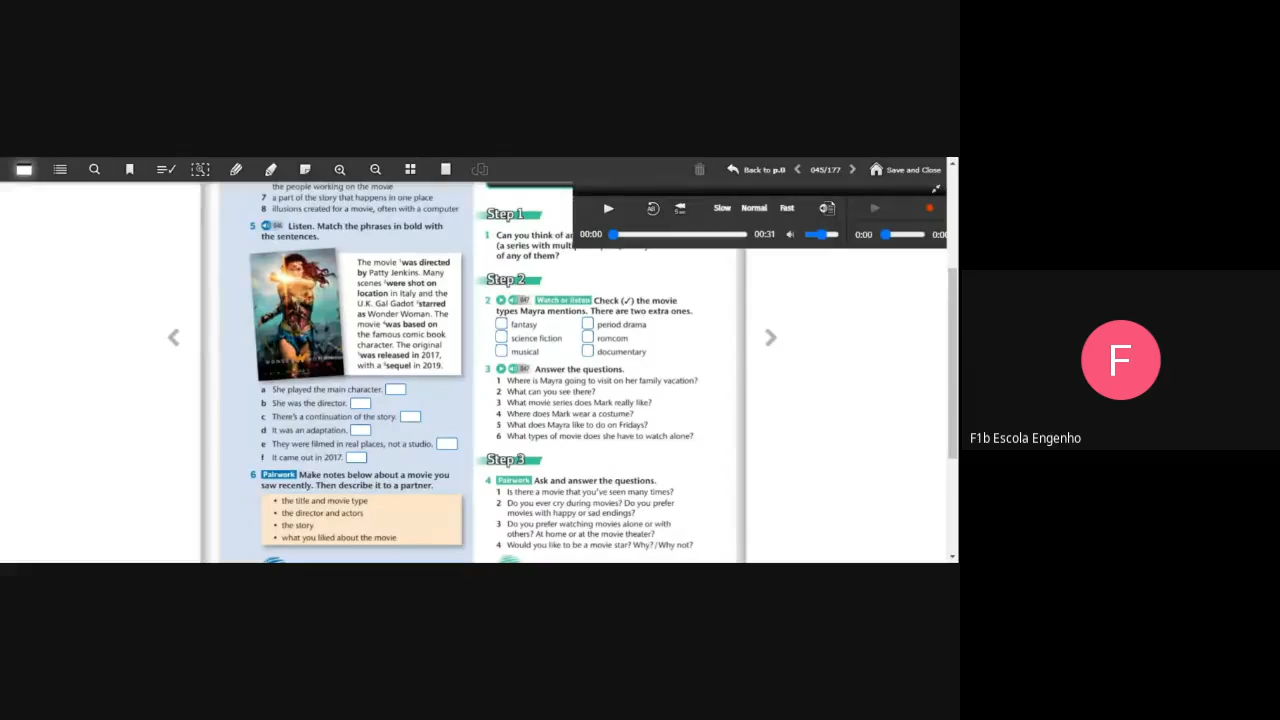 Back to p.8
045/177
Save and Close
Slow
Normal
Fast
00:00
00:31
0:00
the people working on the movie
7 a part of the story that happens in one place
8 illusions created for a movie, often with a computer
5 Listen. Match the phrases in bold with
the sentences.
The movie ¹was directed
by Patty Jenkins. Many
scenes ²were shot on
location in Italy and the
U.K. Gal Gadot ³starred
as Wonder Woman. The
movie ⁴was based on
the famous comic book
character. The original
⁵was released in 2017,
with a ⁶sequel in 2019.
a She played the main character.
b She was the director.
c There's a continuation of the story.
d It was an adaptation.
e They were filmed in real places, not a studio.
f It came out in 2017.
6 Pairwork Make notes below about a movie you
saw recently. Then describe it to a partner.
• the title and movie type
• the director and actors
• the story
• what you liked about the movie
Step 1
1 Can you think of
(a series with
of any of them?
Step 2
2 847 Watch or listen Check (✓) the movie
types Mayra mentions. There are two extra ones.
fantasy
period drama
science fiction
romcom
musical
documentary
3 847 Answer the questions.
1 Where is Mayra going to visit on her family vacation?
2 What can you see there?
3 What movie series does Mark really like?
4 Where does Mark wear a costume?
5 What does Mayra like to do on Fridays?
6 What types of movie does she have to watch alone?
Step 3
4 Pairwork Ask and answer the questions.
1 Is there a movie that you've seen many times?
2 Do you ever cry during movies? Do you prefer
movies with happy or sad endings?
3 Do you prefer watching movies alone or with
others? At home or at the movie theater?
4 Would you like to be a movie star? Why?/Why not?
F
F1b Escola Engenho